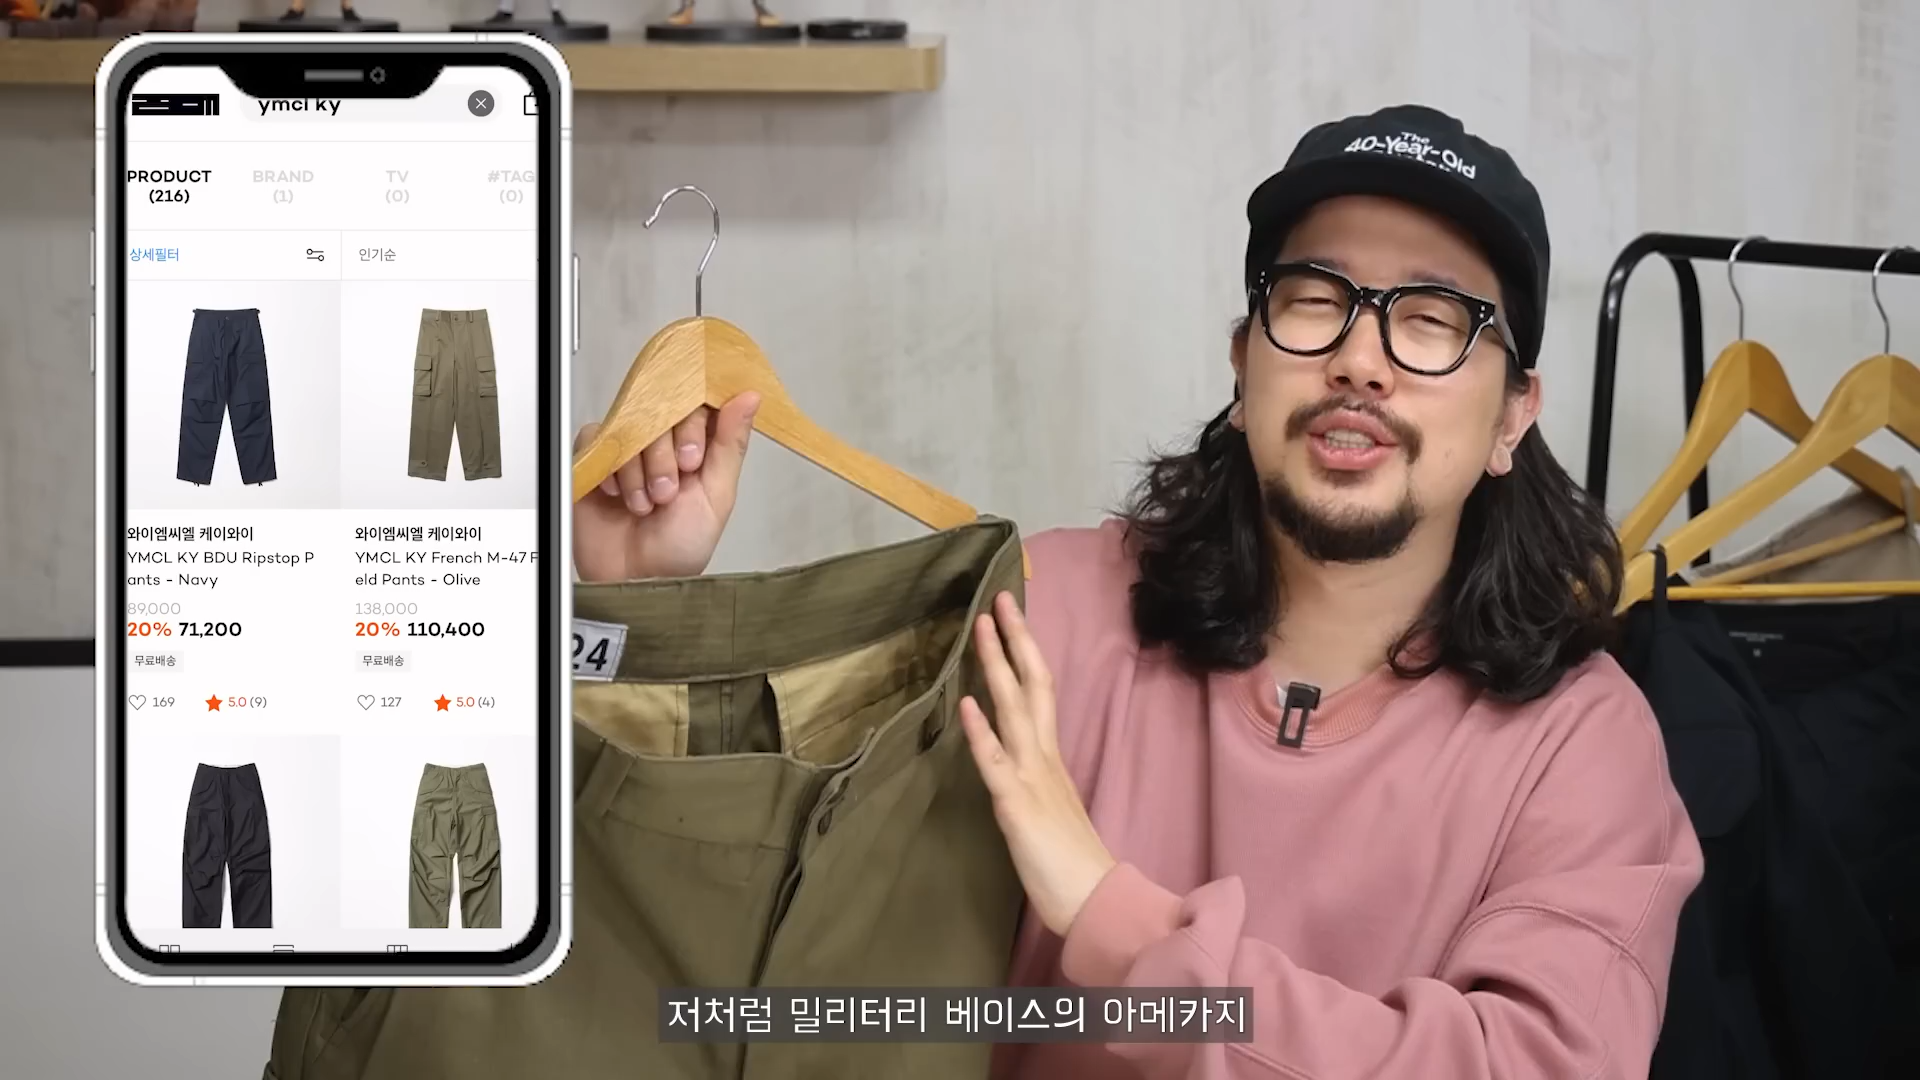 ymcl ky
PRODUCT
(216)
BRAND
(1)
TV
(0)
#TAG
(0)
상세필터
인기순
와이엠씨엘 케이와이
YMCL KY BDU Ripstop P
ants - Navy
89,000
20% 71,200
무료배송
169
5.0 (9)
와이엠씨엘 케이와이
YMCL KY French M-47 F
eld Pants - Olive
138,000
20% 110,400
무료배송
127
5.0 (4)
24
The
40-Year-Old
저처럼 밀리터리 베이스의 아메카지